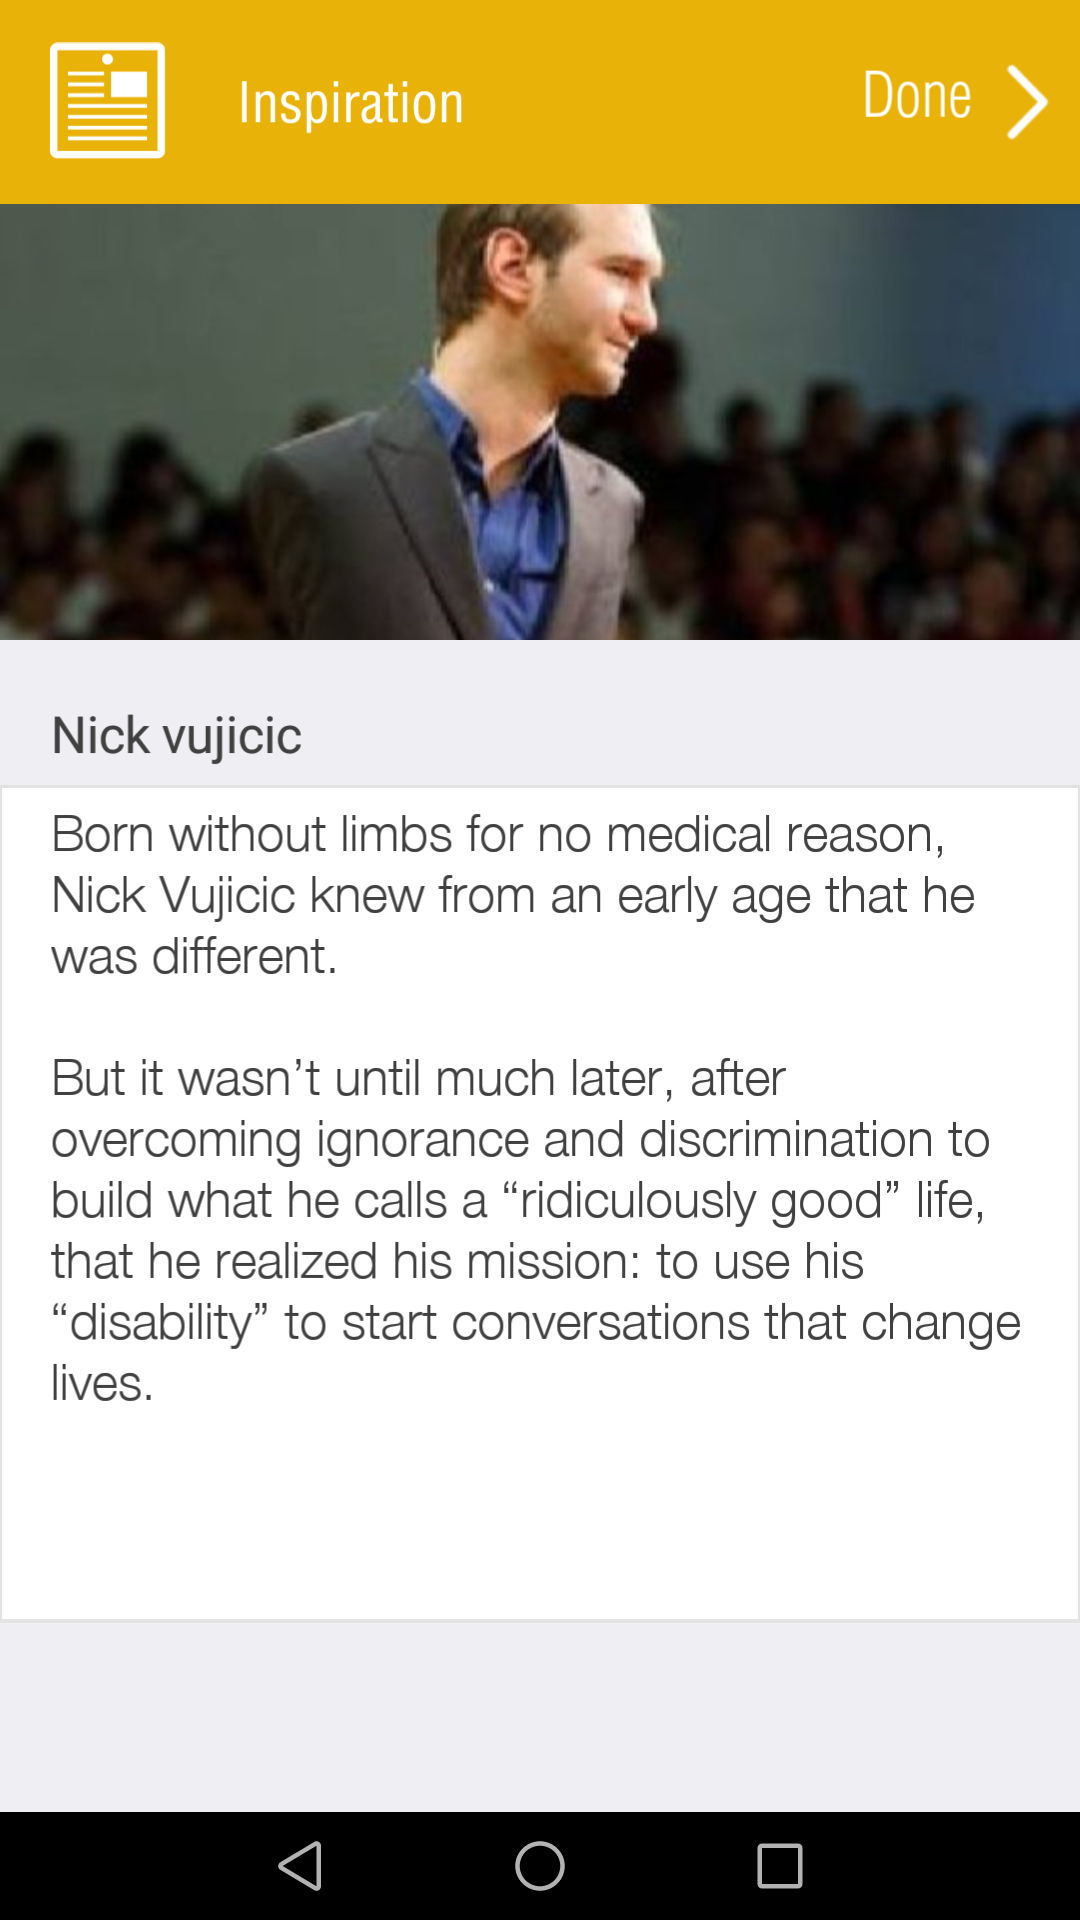 Inspiration
Done
Nick vujicic
Born without limbs for no medical reason,
Nick Vujicic knew from an early age that he
was different.
But it wasn’t until much later, after
overcoming ignorance and discrimination to
build what he calls a “ridiculously good” life,
that he realized his mission: to use his
“disability” to start conversations that change
lives.